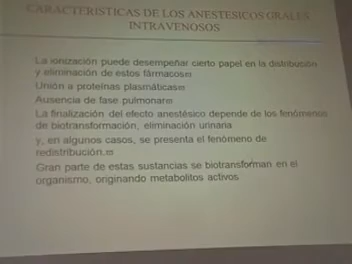 CARACTERISTICAS DE LOS ANESTESICOS GRALES
INTRAVENOSOS
La ionización puede desempeñar cierto papel en la distribución
y eliminación de estos fármacos
Unión a proteínas plasmáticas
Ausencia de fase pulmonar
La finalización del efecto anestésico depende de los fenómenos
de biotransformación, eliminación urinaria
y, en algunos casos, se presenta el fenómeno de
redistribución.
Gran parte de estas sustancias se biotransforman en el
organismo, originando metabolitos activos